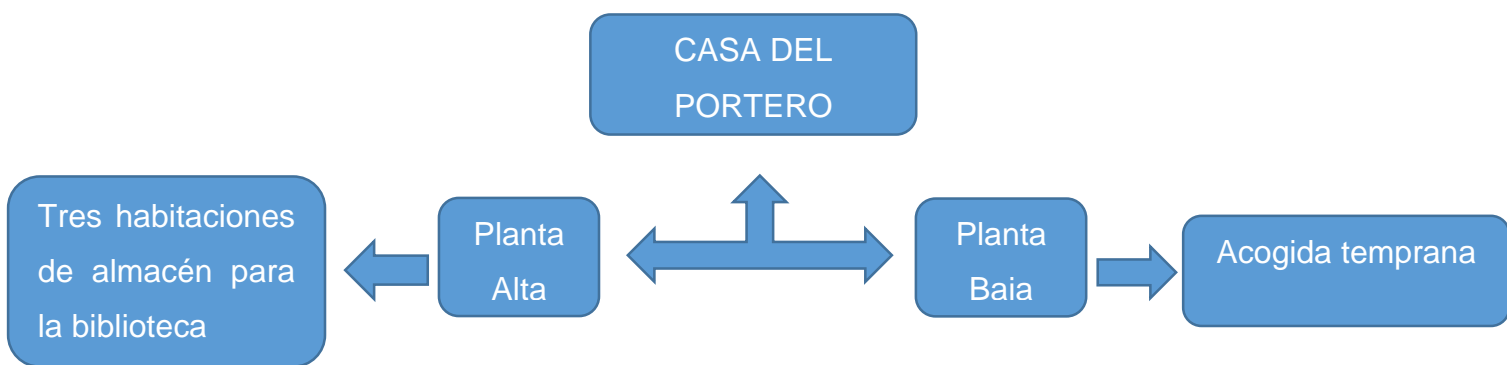 CASA DEL
PORTERO
Tres habitaciones
de almacén para
la biblioteca
Planta
Alta
Planta
Baia
Acogida temprana